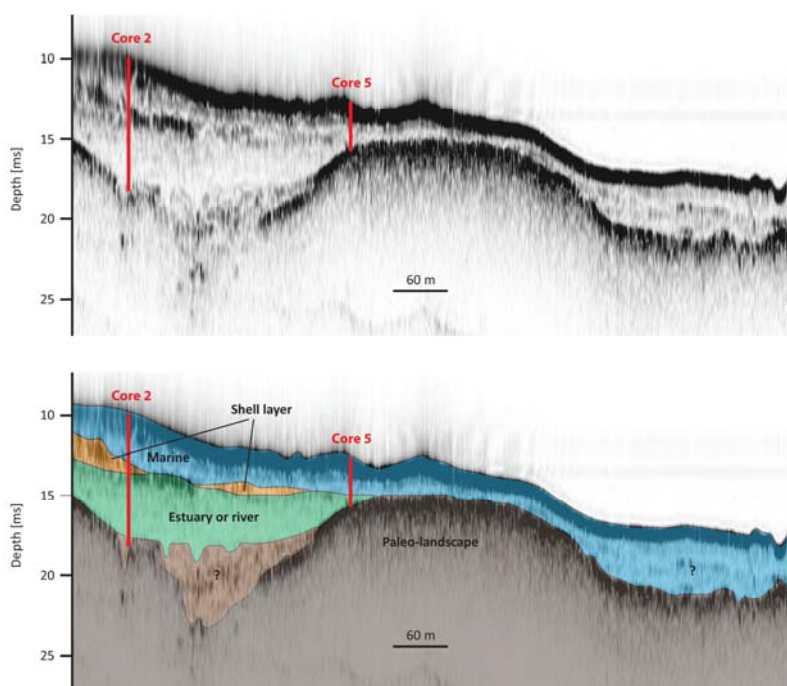 Core 2
10
Core 5
15
Depth [ms]
20
60 m
25
Core 2
10
Shell layer
Core 5
Marine
15
Estuary or river
Depth [ms]
Paleo-landscape
20
?
?
60 m
25